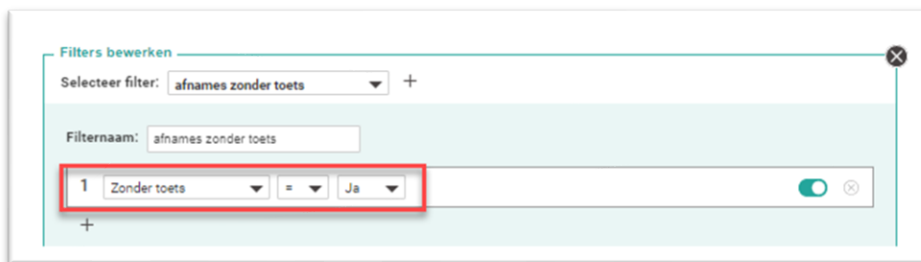 Filters bewerken
Selecteer filter: afnames zonder toets +
Filternaam: afnames zonder toets
1 Zonder toets = Ja
+